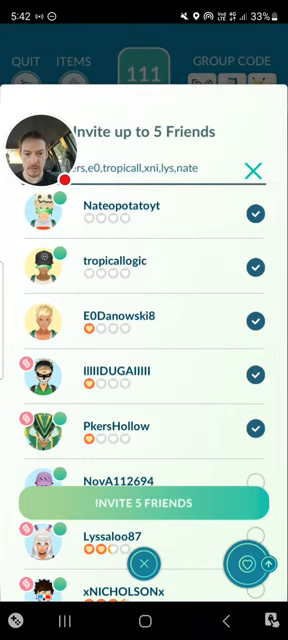 5:42
33%
QUIT
ITEMS
GROUP CODE
111
Invite up to 5 Friends
ers,e0,tropicall,xni,lys,nate
Nateopotatoyt
tropicallogic
E0Danowski8
PkersHollow
NovA112694
INVITE 5 FRIENDS
Lyssaloo87
xNICHOLSONx